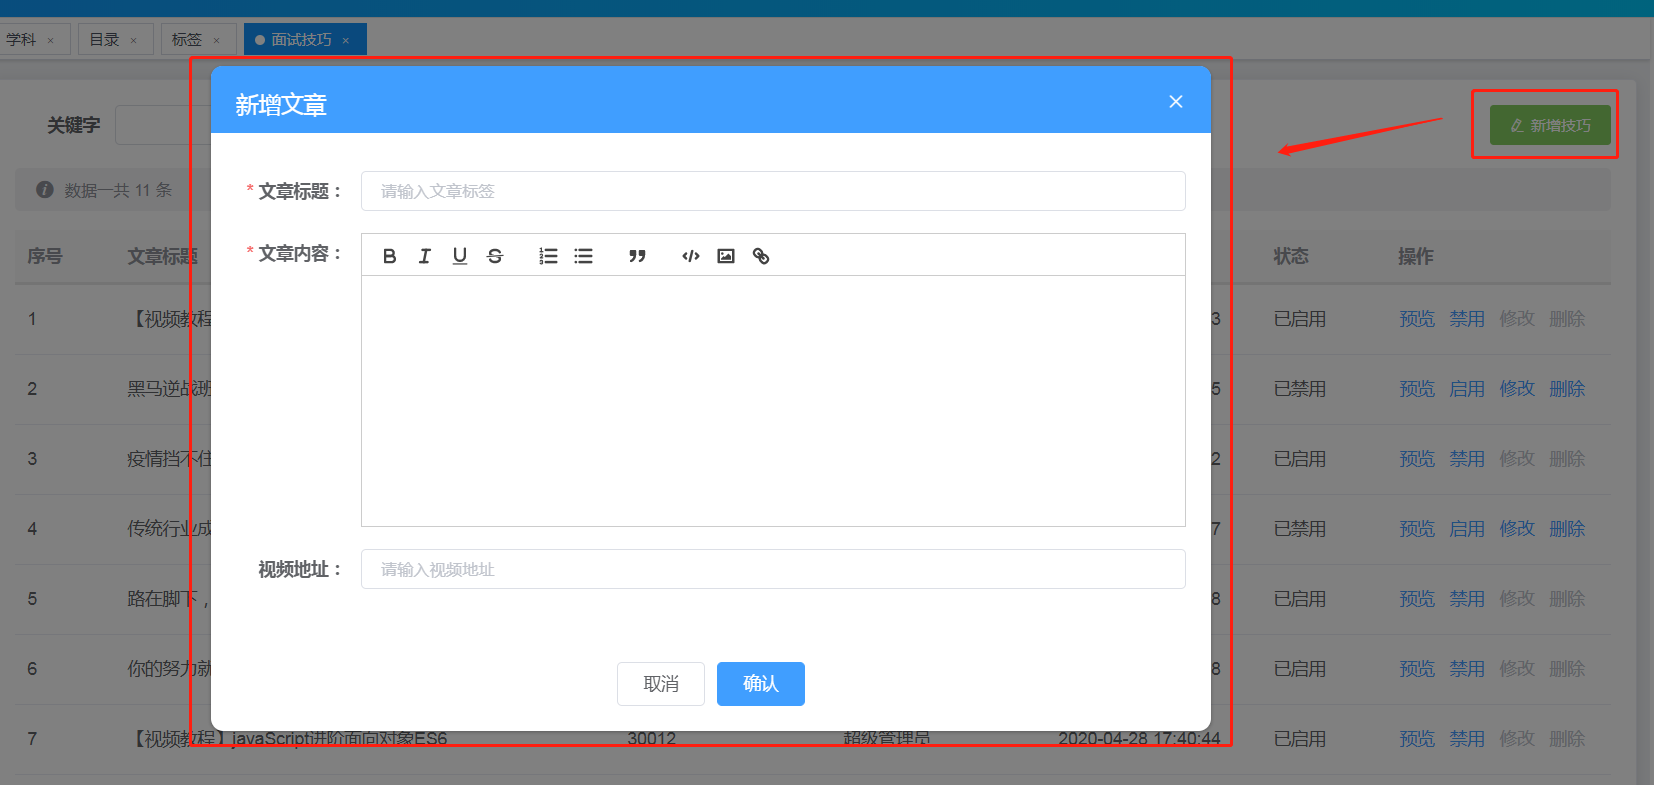 学科 × 目录 × 标签 × 面试技巧 ×
新增文章
关键字
新增技巧
* 文章标题： 请输入文章标签
数据一共 11 条
* 文章内容：
序号 文章标题 状态 操作
1 【视频教程 3 已启用 预览 禁用 修改 删除
2 黑马逆战班 5 已禁用 预览 启用 修改 删除
3 疫情挡不住 2 已启用 预览 禁用 修改 删除
4 传统行业成 7 已禁用 预览 启用 修改 删除
视频地址： 请输入视频地址
5 路在脚下， 8 已启用 预览 禁用 修改 删除
6 你的努力就 8 已启用 预览 禁用 修改 删除
取消 确认
7 【视频教程】javaScript进阶面向对象ES6 30012 超级管理员 2020-04-28 17:40:44 已启用 预览 禁用 修改 删除